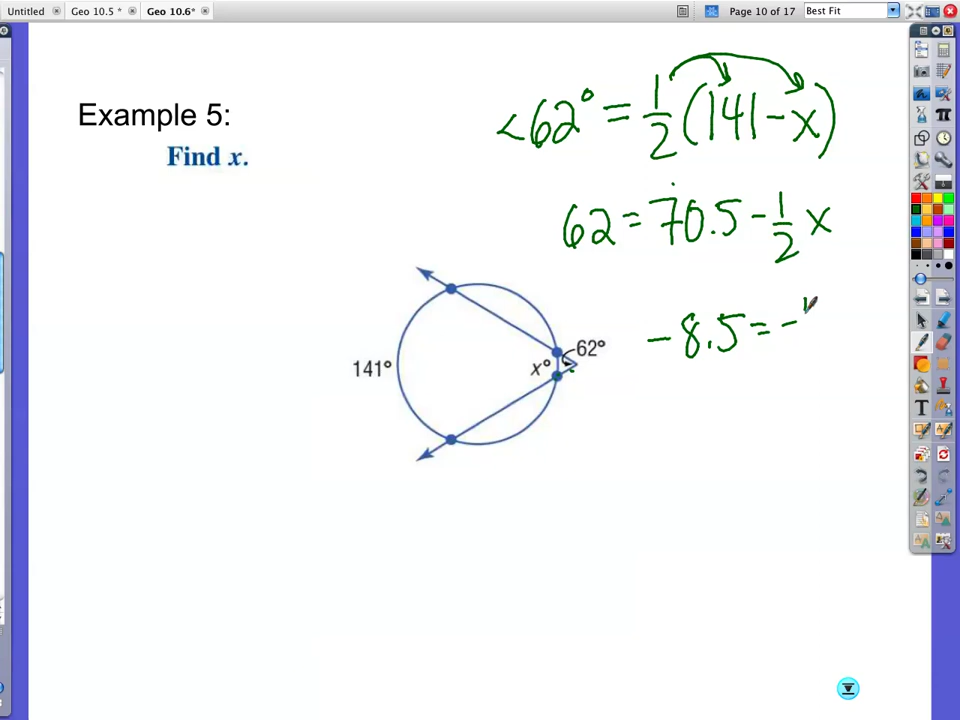 Untitled Geo 10.5 * Geo 10.6* Page 10 of 17 Best Fit
Example 5:
Find x.
<62° = 1/2 (141 - x)
62 = 70.5 - 1/2 x
-8.5 = -
62°
x°
141°